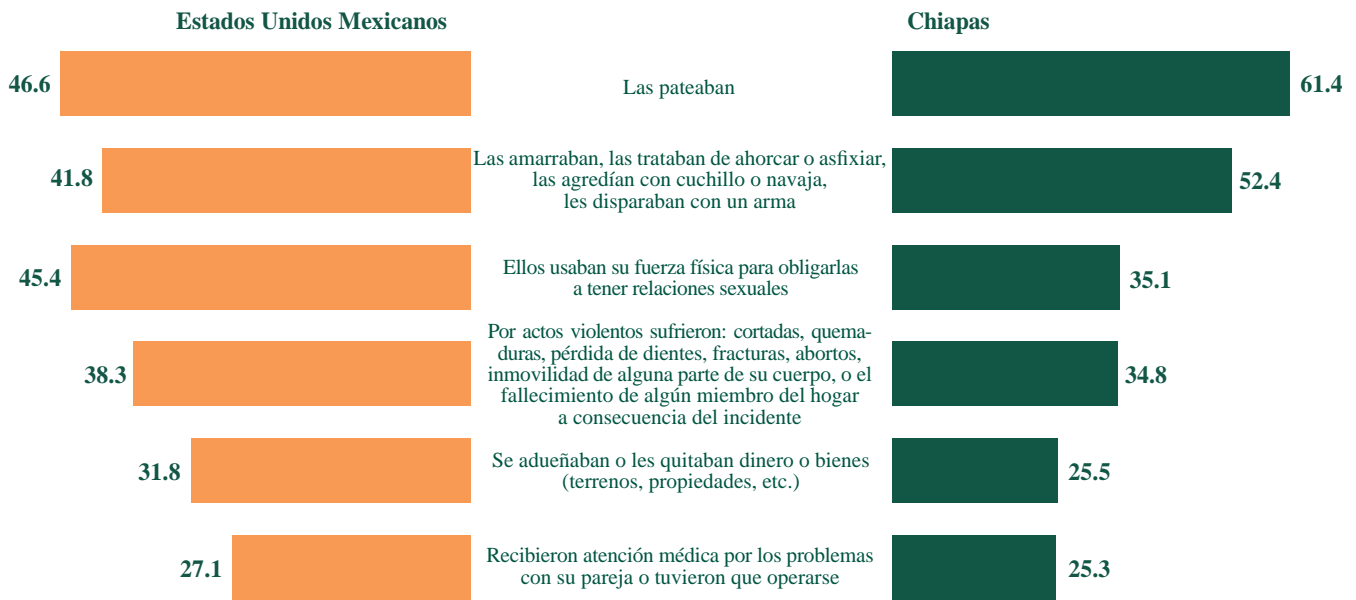 Estados Unidos Mexicanos
Chiapas
46.6
Las pateaban
61.4
41.8
Las amarraban, las trataban de ahorcar o asfixiar,
las agredían con cuchillo o navaja,
les disparaban con un arma
52.4
45.4
Ellos usaban su fuerza física para obligarlas
a tener relaciones sexuales
35.1
38.3
Por actos violentos sufrieron: cortadas, quema-
duras, pérdida de dientes, fracturas, abortos,
inmovilidad de alguna parte de su cuerpo, o el
fallecimiento de algún miembro del hogar
a consecuencia del incidente
34.8
31.8
Se adueñaban o les quitaban dinero o bienes
(terrenos, propiedades, etc.)
25.5
27.1
Recibieron atención médica por los problemas
con su pareja o tuvieron que operarse
25.3